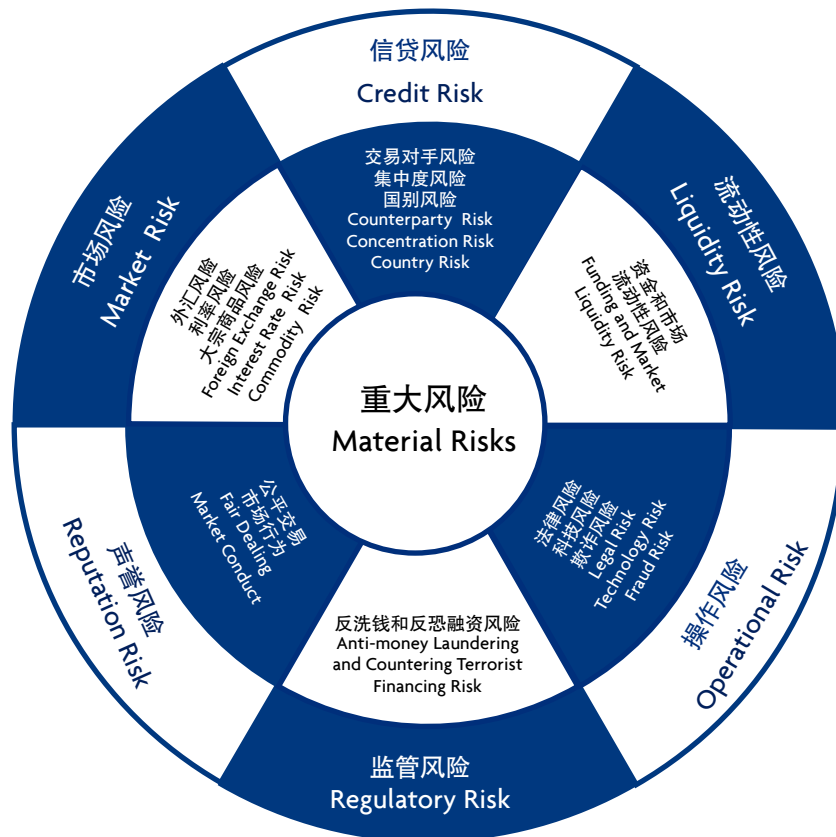 信贷风险
Credit Risk
交易对手风险
集中度风险
国别风险
Counterparty Risk
Concentration Risk
Country Risk
流动性风险
Liquidity Risk
资金和市场
流动性风险
Funding and Market
Liquidity Risk
操作风险
Operational Risk
法律风险
科技风险
欺诈风险
Legal Risk
Technology Risk
Fraud Risk
监管风险
Regulatory Risk
反洗钱和反恐融资风险
Anti-money Laundering
and Countering Terrorist
Financing Risk
声誉风险
Reputation Risk
公平交易
市场行为
Fair Dealing
Market Conduct
市场风险
Market Risk
外汇风险
利率风险
大宗商品风险
Foreign Exchange Risk
Interest Rate Risk
Commodity Risk
重大风险
Material Risks